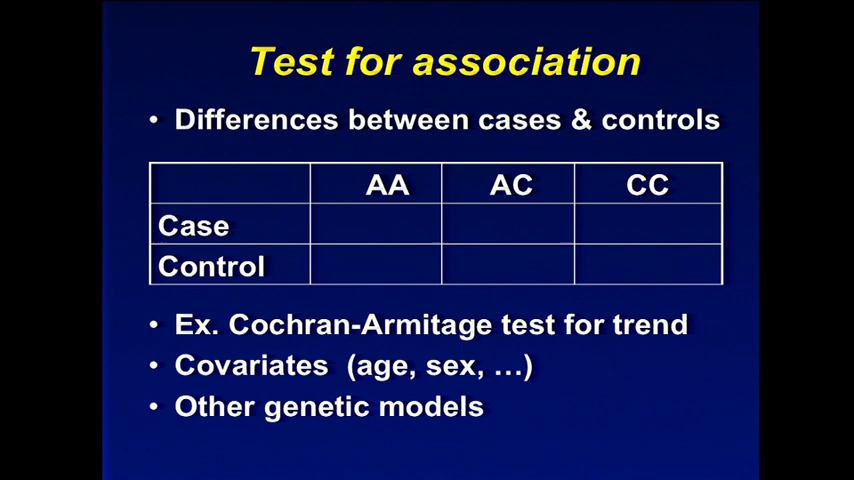 Test for association
• Differences between cases & controls
AA AC CC
Case
Control
• Ex. Cochran-Armitage test for trend
• Covariates (age, sex, …)
• Other genetic models